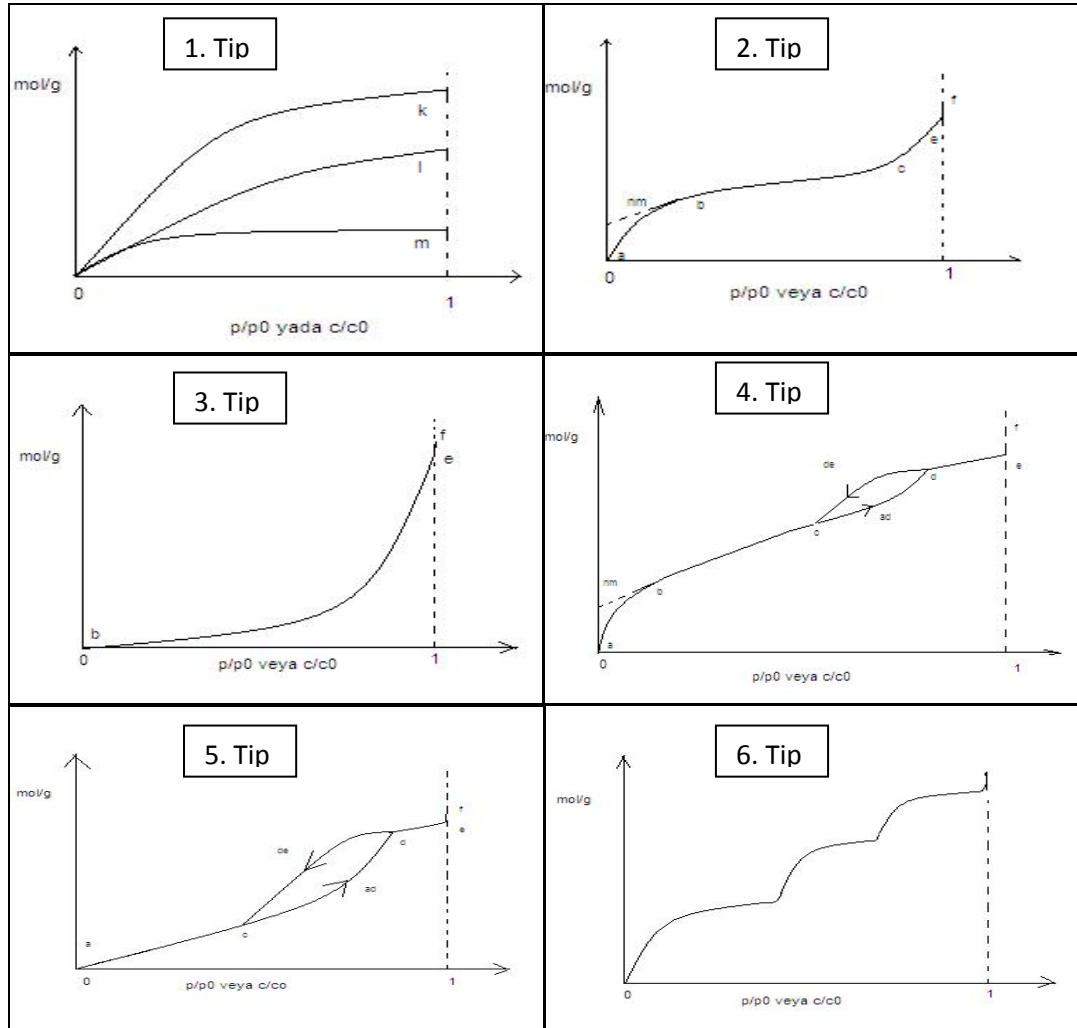 1. Tip
mol/g
k
l
m
0
1
p/p0 yada c/c0
2. Tip
mol/g
f
e
c
nm
b
a
0
1
p/p0 veya c/c0
3. Tip
mol/g
f
e
b
0
1
p/p0 veya c/c0
4. Tip
mol/g
f
de
d
e
ad
c
nm
b
a
0
1
p/p0 veya c/c0
5. Tip
mol/g
f
e
d
de
ad
a
c
0
1
p/p0 veya c/co
6. Tip
mol/g
0
1
p/p0 veya c/c0